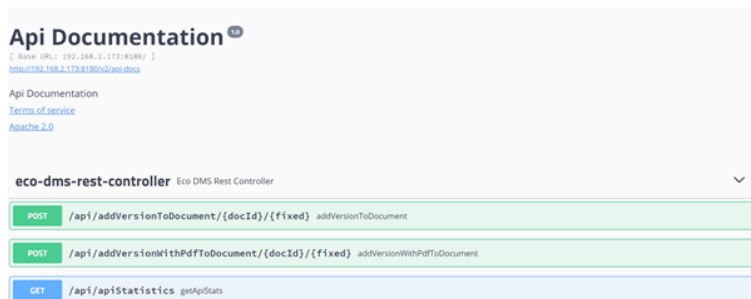 Api Documentation 1.0
[ Base URL: 192.168.2.173:8180/ ]
http://192.168.2.173:8180/v2/api-docs
Api Documentation
Terms of service
Apache 2.0
eco-dms-rest-controller Eco DMS Rest Controller
POST /api/addVersionToDocument/{docId}/{fixed} addVersionToDocument
POST /api/addVersionWithPdfToDocument/{docId}/{fixed} addVersionWithPdfToDocument
GET /api/apiStatistics getApiStats